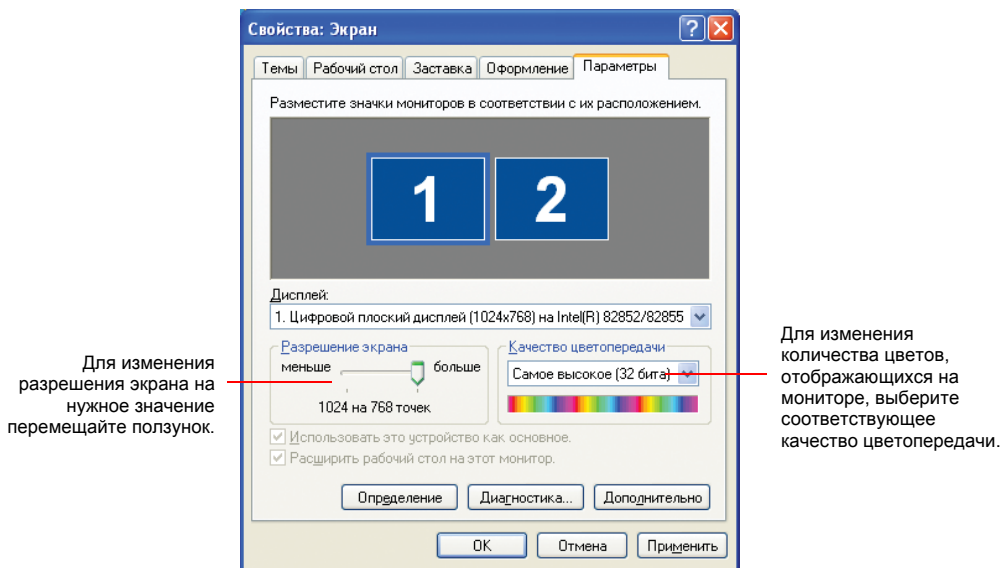 Свойства: Экран
Темы
Рабочий стол
Заставка
Оформление
Параметры
Разместите значки мониторов в соответствии с их расположением.
1
2
Дисплей:
1. Цифровой плоский дисплей (1024x768) на Intel(R) 82852/82855
Разрешение экрана
меньше
больше
1024 на 768 точек
Качество цветопередачи
Самое высокое (32 бита)
Использовать это устройство как основное.
Расширить рабочий стол на этот монитор.
Определение
Диагностика...
Дополнительно
OK
Отмена
Применить
Для изменения
разрешения экрана на
нужное значение
перемещайте ползунок.
Для изменения
количества цветов,
отображающихся на
мониторе, выберите
соответствующее
качество цветопередачи.